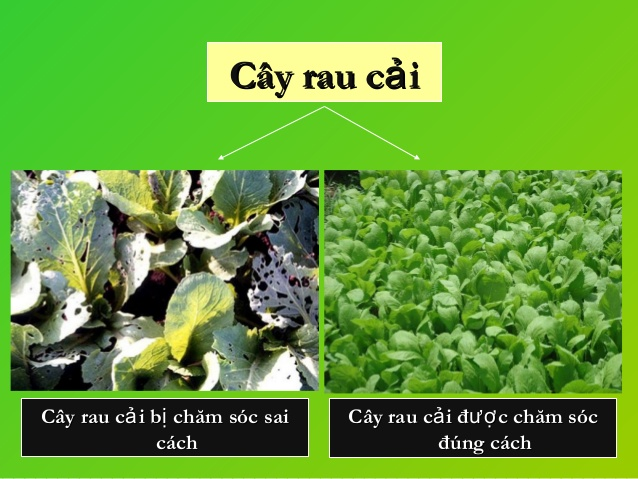 Cây rau cải
Cây rau cải bị chăm sóc sai
cách
Cây rau cải được chăm sóc
đúng cách